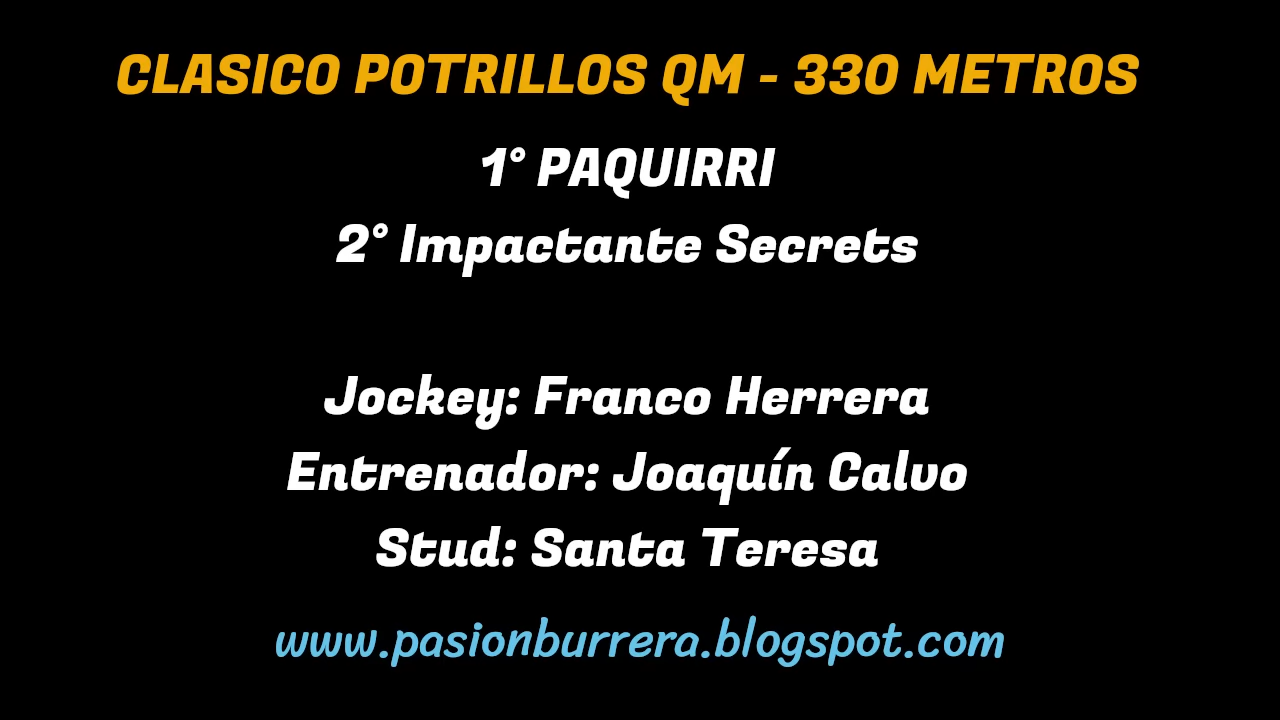 CLASICO POTRILLOS QM - 330 METROS
1° PAQUIRRI
2° Impactante Secrets
Jockey: Franco Herrera
Entrenador: Joaquín Calvo
Stud: Santa Teresa
www.pasionburrera.blogspot.com